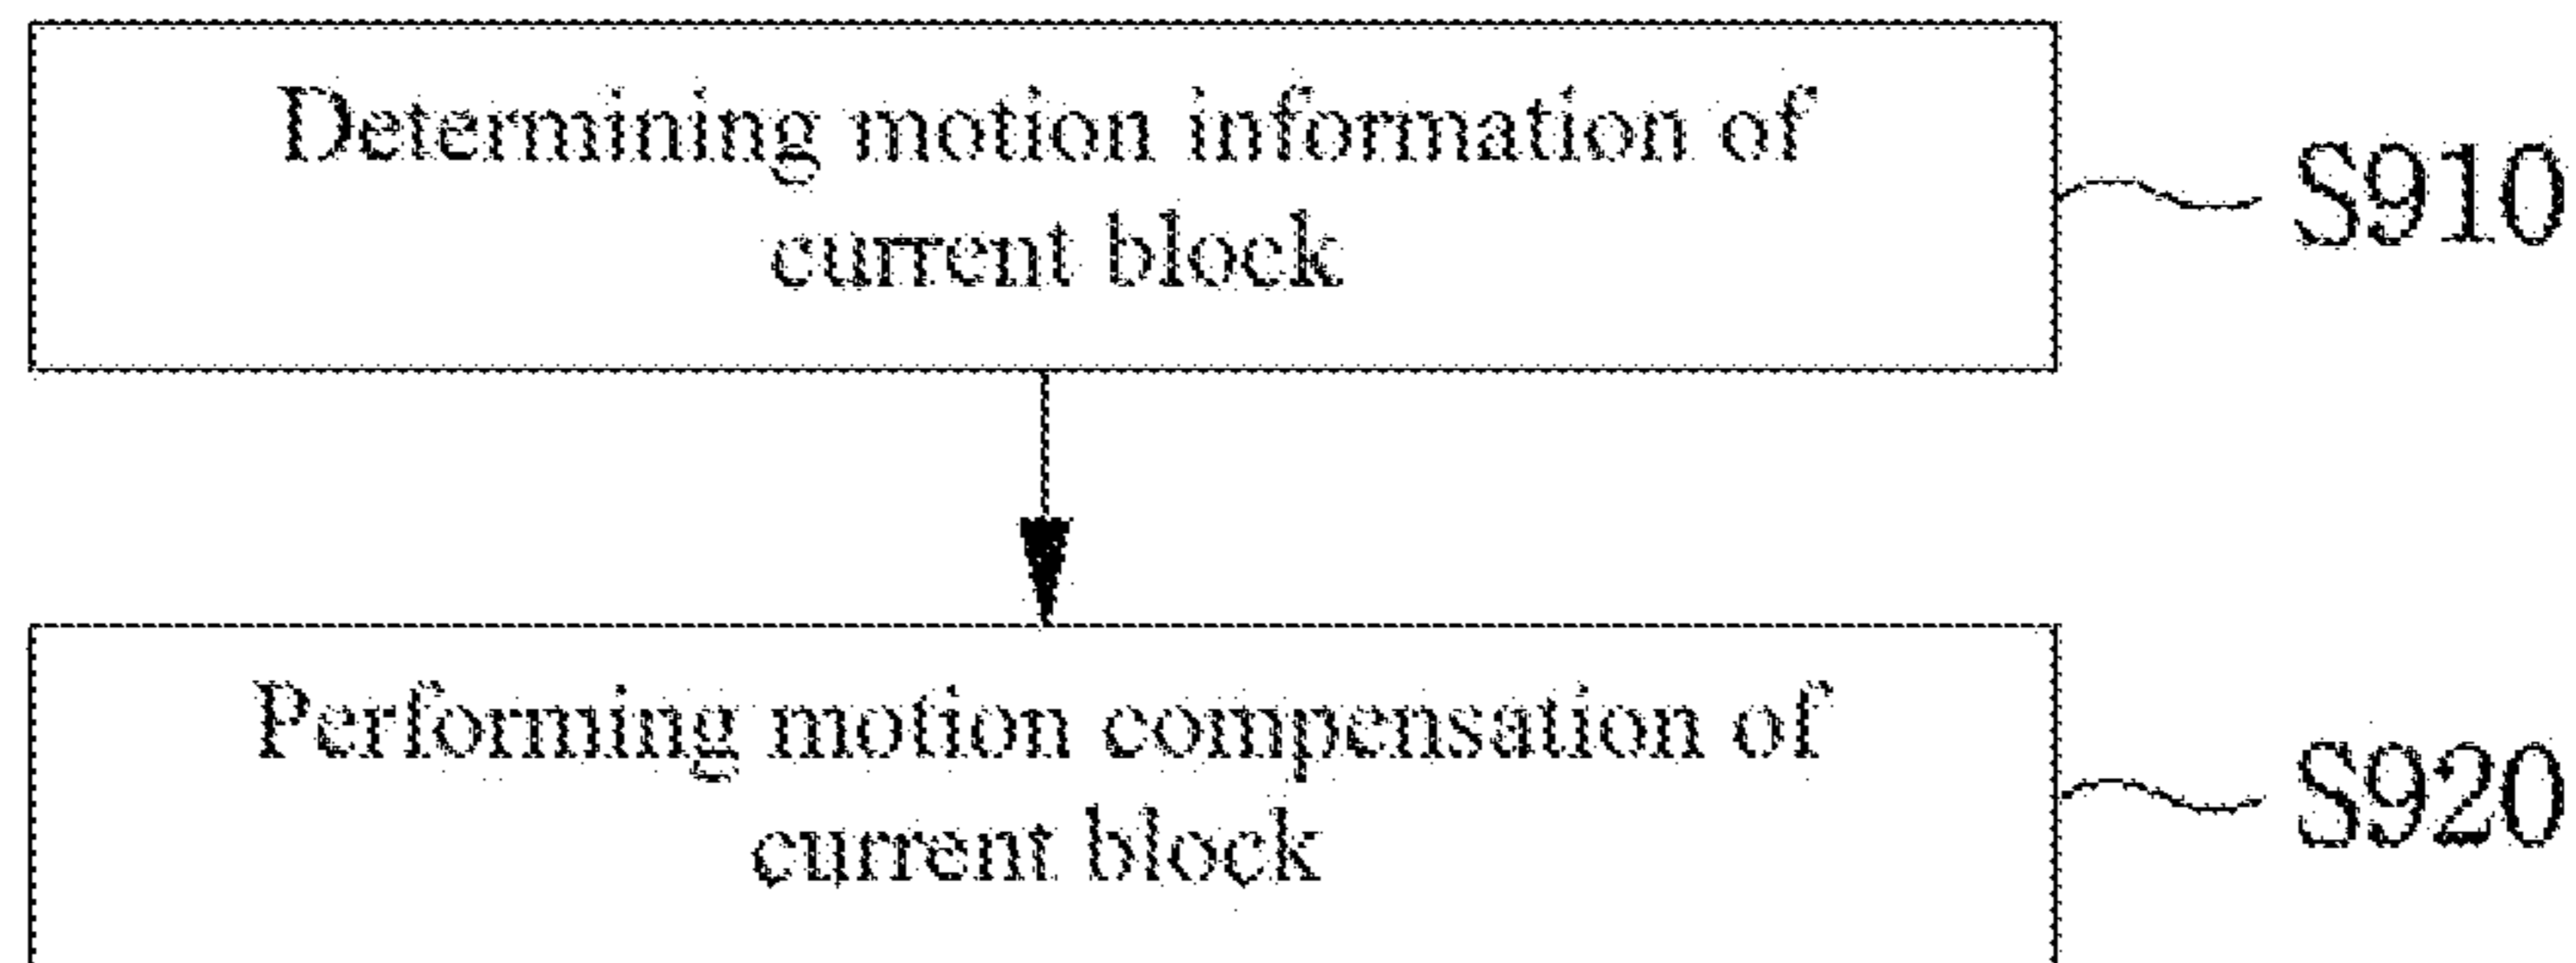 Determining motion information of
current block
S910
Performing motion compensation of
current block
S920